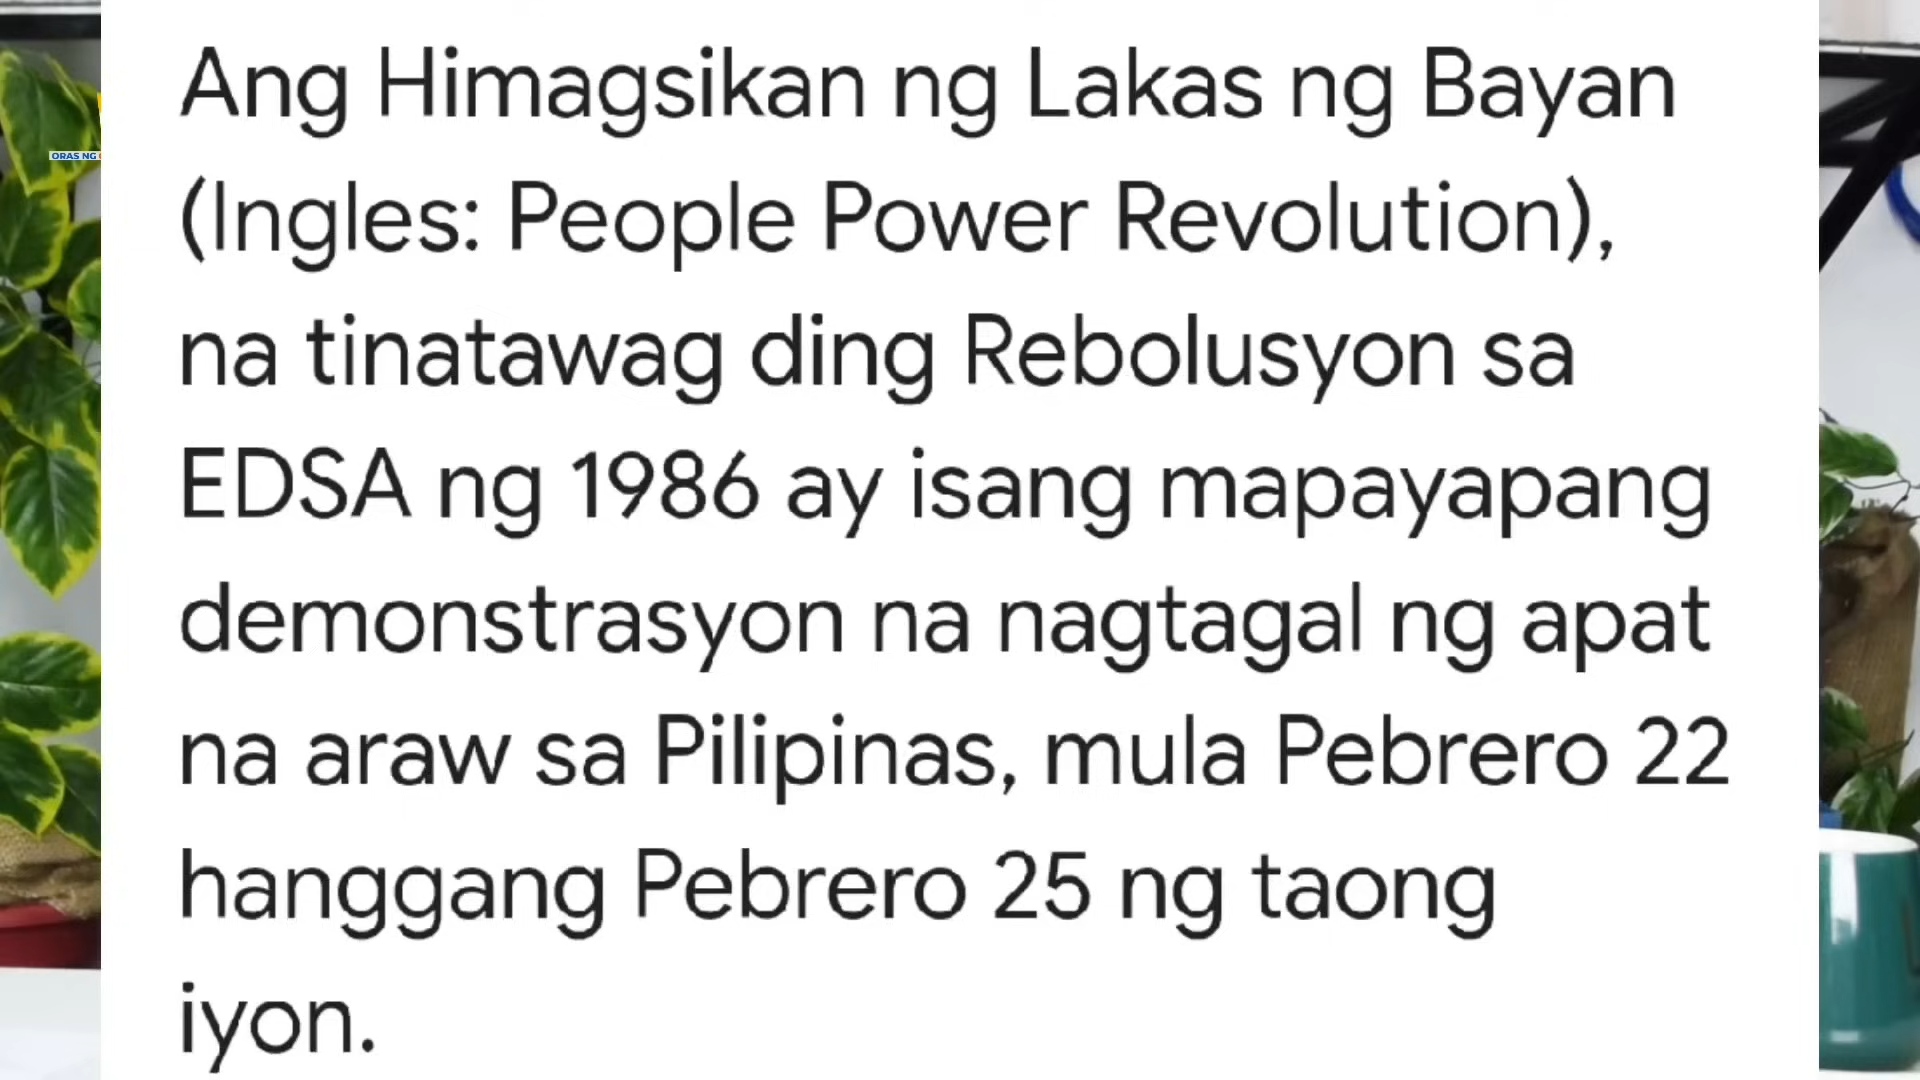 Ang Himagsikan ng Lakas ng Bayan
(Ingles: People Power Revolution),
na tinatawag ding Rebolusyon sa
EDSA ng 1986 ay isang mapayapang
demonstrasyon na nagtagal ng apat
na araw sa Pilipinas, mula Pebrero 22
hanggang Pebrero 25 ng taong
iyon.
ORAS NG